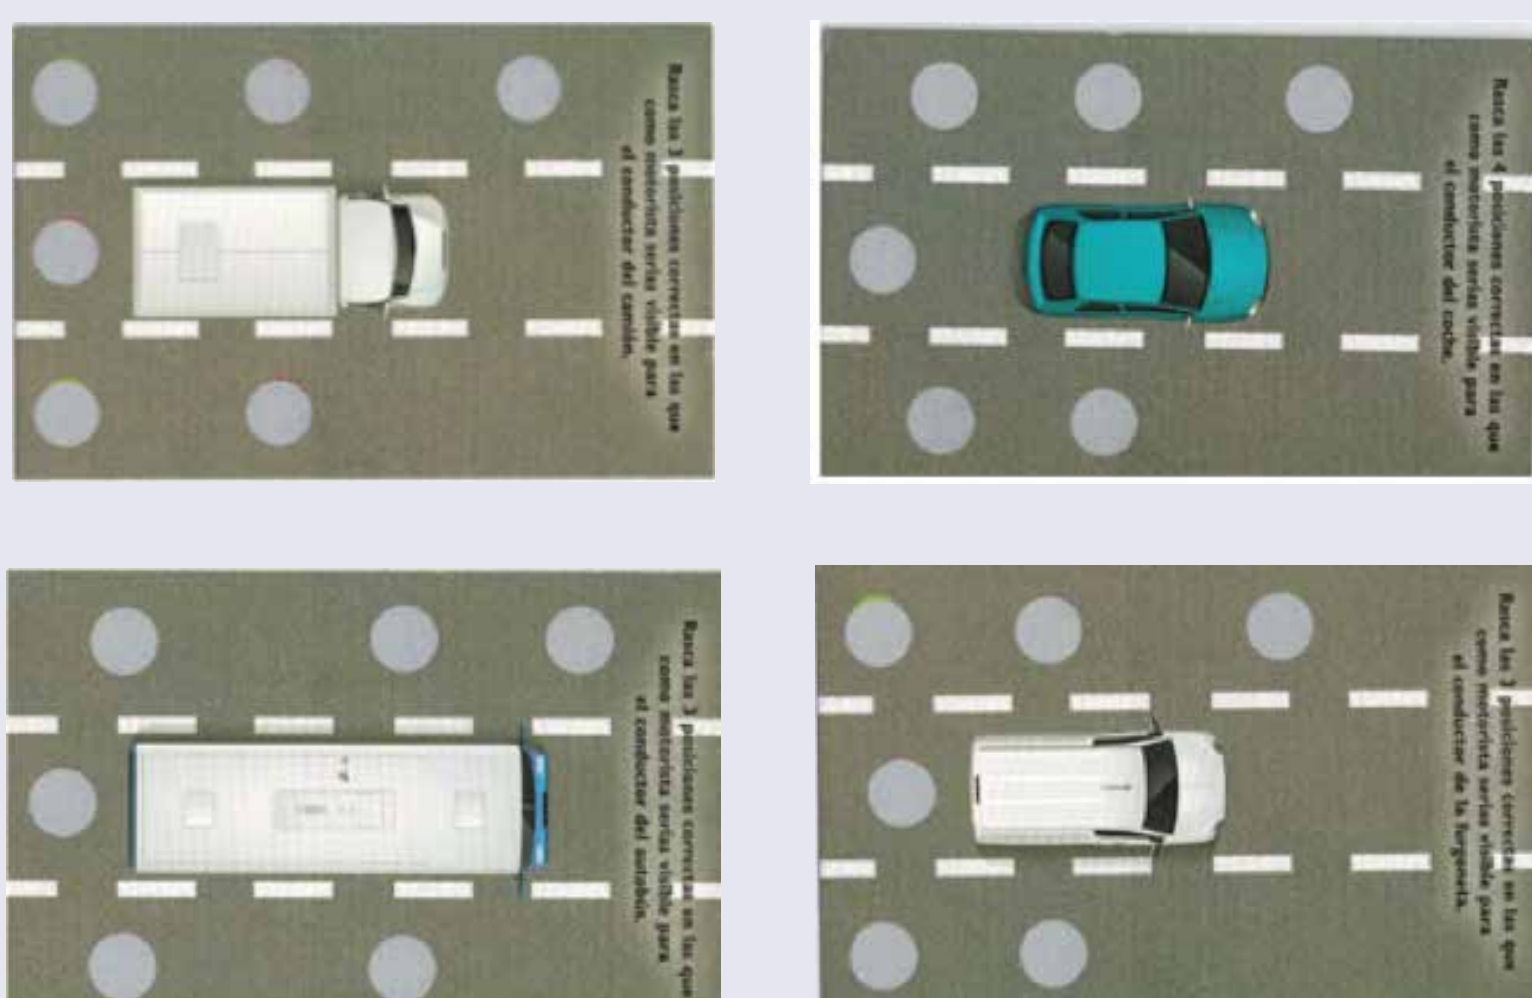 Rasca las 3 posiciones correctas en las que
como motorista serías visible para
el conductor del camión.
Rasca las 4 posiciones correctas en las que
como motorista serías visible para
el conductor del coche.
Rasca las 3 posiciones correctas en las que
como motorista serías visible para
el conductor del autobús.
Rasca las 3 posiciones correctas en las que
como motorista serías visible para
el conductor de la furgoneta.